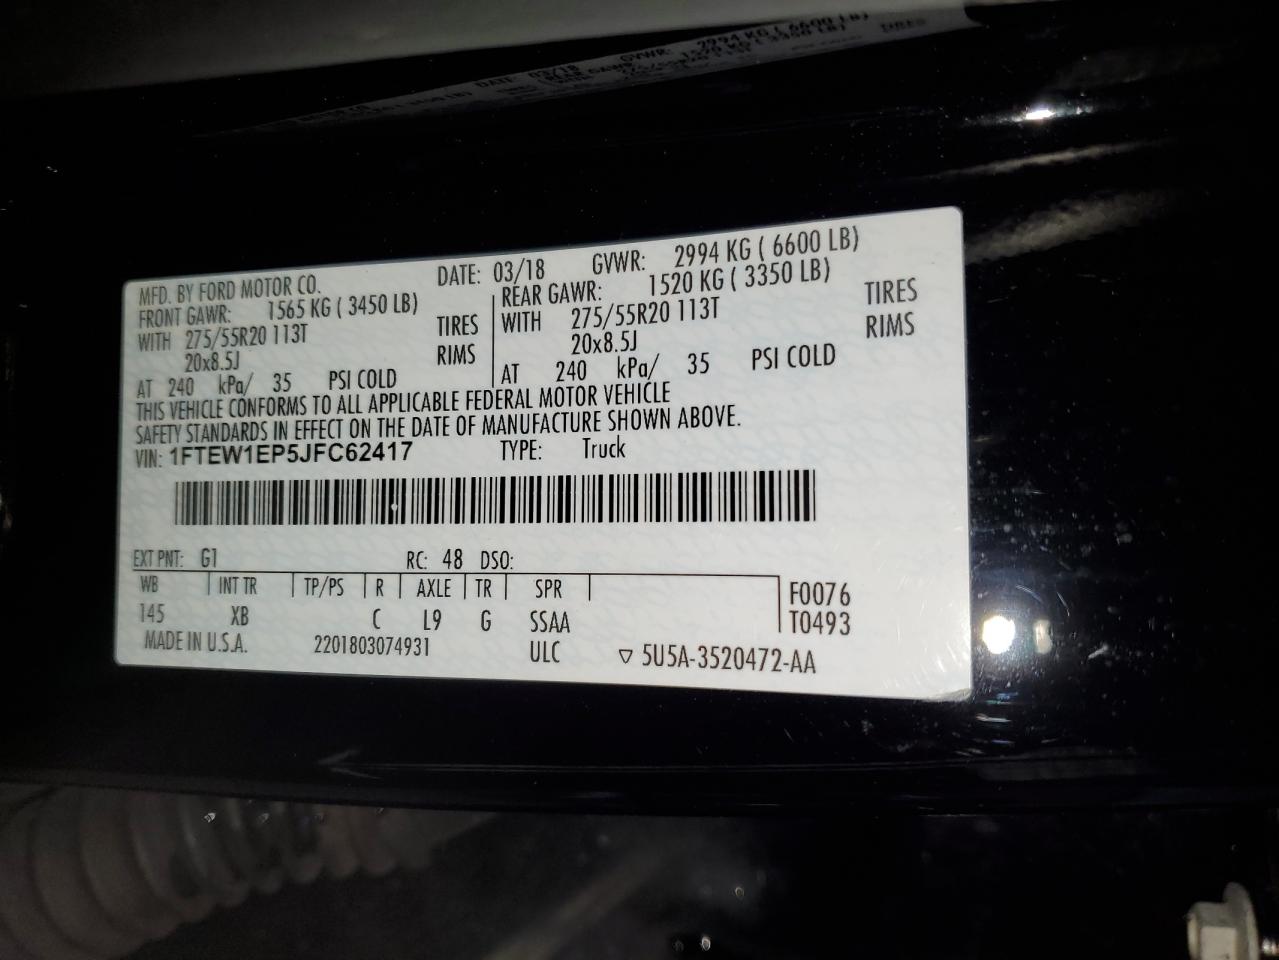 MFD. BY FORD MOTOR CO. DATE: 03/18 GVWR: 2994 KG ( 6600 LB)
FRONT GAWR: 1565 KG ( 3450 LB) REAR GAWR: 1520 KG ( 3350 LB)
WITH 275/55R20 113T TIRES WITH 275/55R20 113T TIRES
20x8.5J RIMS 20x8.5J RIMS
AT 240 kPa/ 35 PSI COLD AT 240 kPa/ 35 PSI COLD
THIS VEHICLE CONFORMS TO ALL APPLICABLE FEDERAL MOTOR VEHICLE
SAFETY STANDARDS IN EFFECT ON THE DATE OF MANUFACTURE SHOWN ABOVE.
VIN: 1FTEW1EP5JFC62417 TYPE: Truck
EXT PNT: G1 RC: 48 DSO:
WB INT TR TP/PS R AXLE TR SPR F0076
145 XB C L9 G SSAA T0493
MADE IN U.S.A. 2201803074931 ULC ▽ 5U5A-3520472-AA